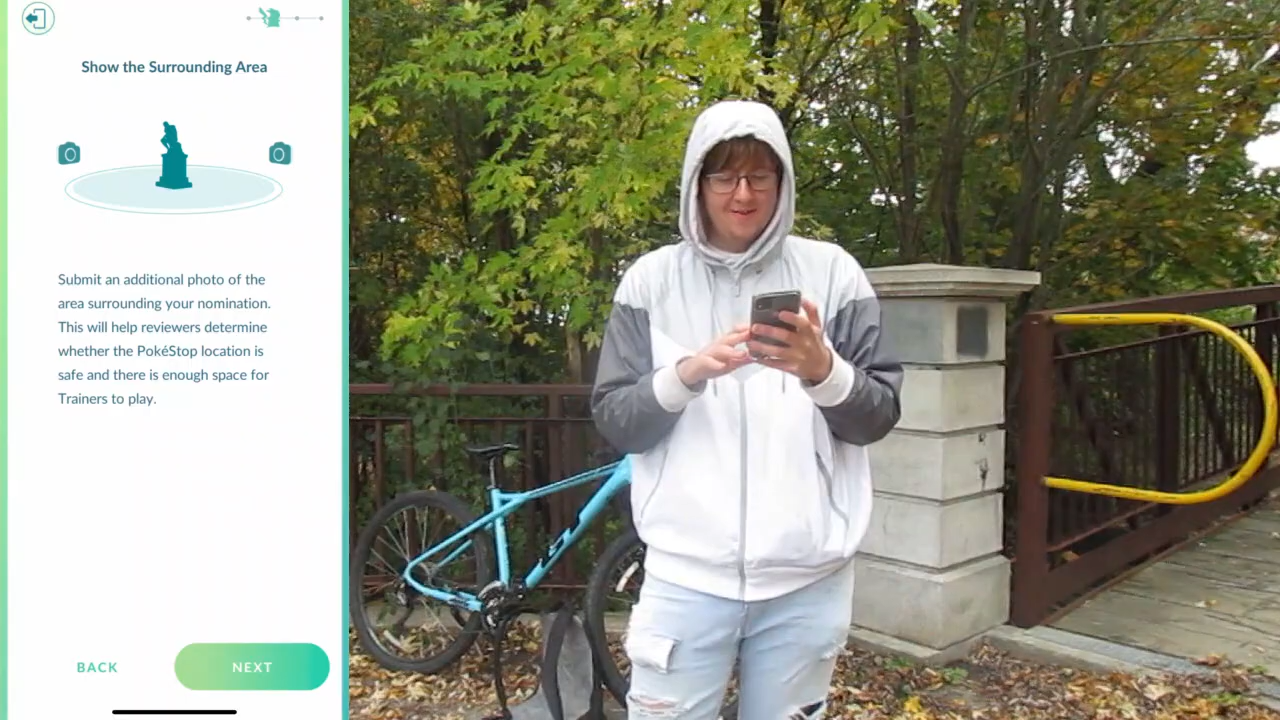 Show the Surrounding Area
Submit an additional photo of the
area surrounding your nomination.
This will help reviewers determine
whether the PokéStop location is
safe and there is enough space for
Trainers to play.
BACK
NEXT